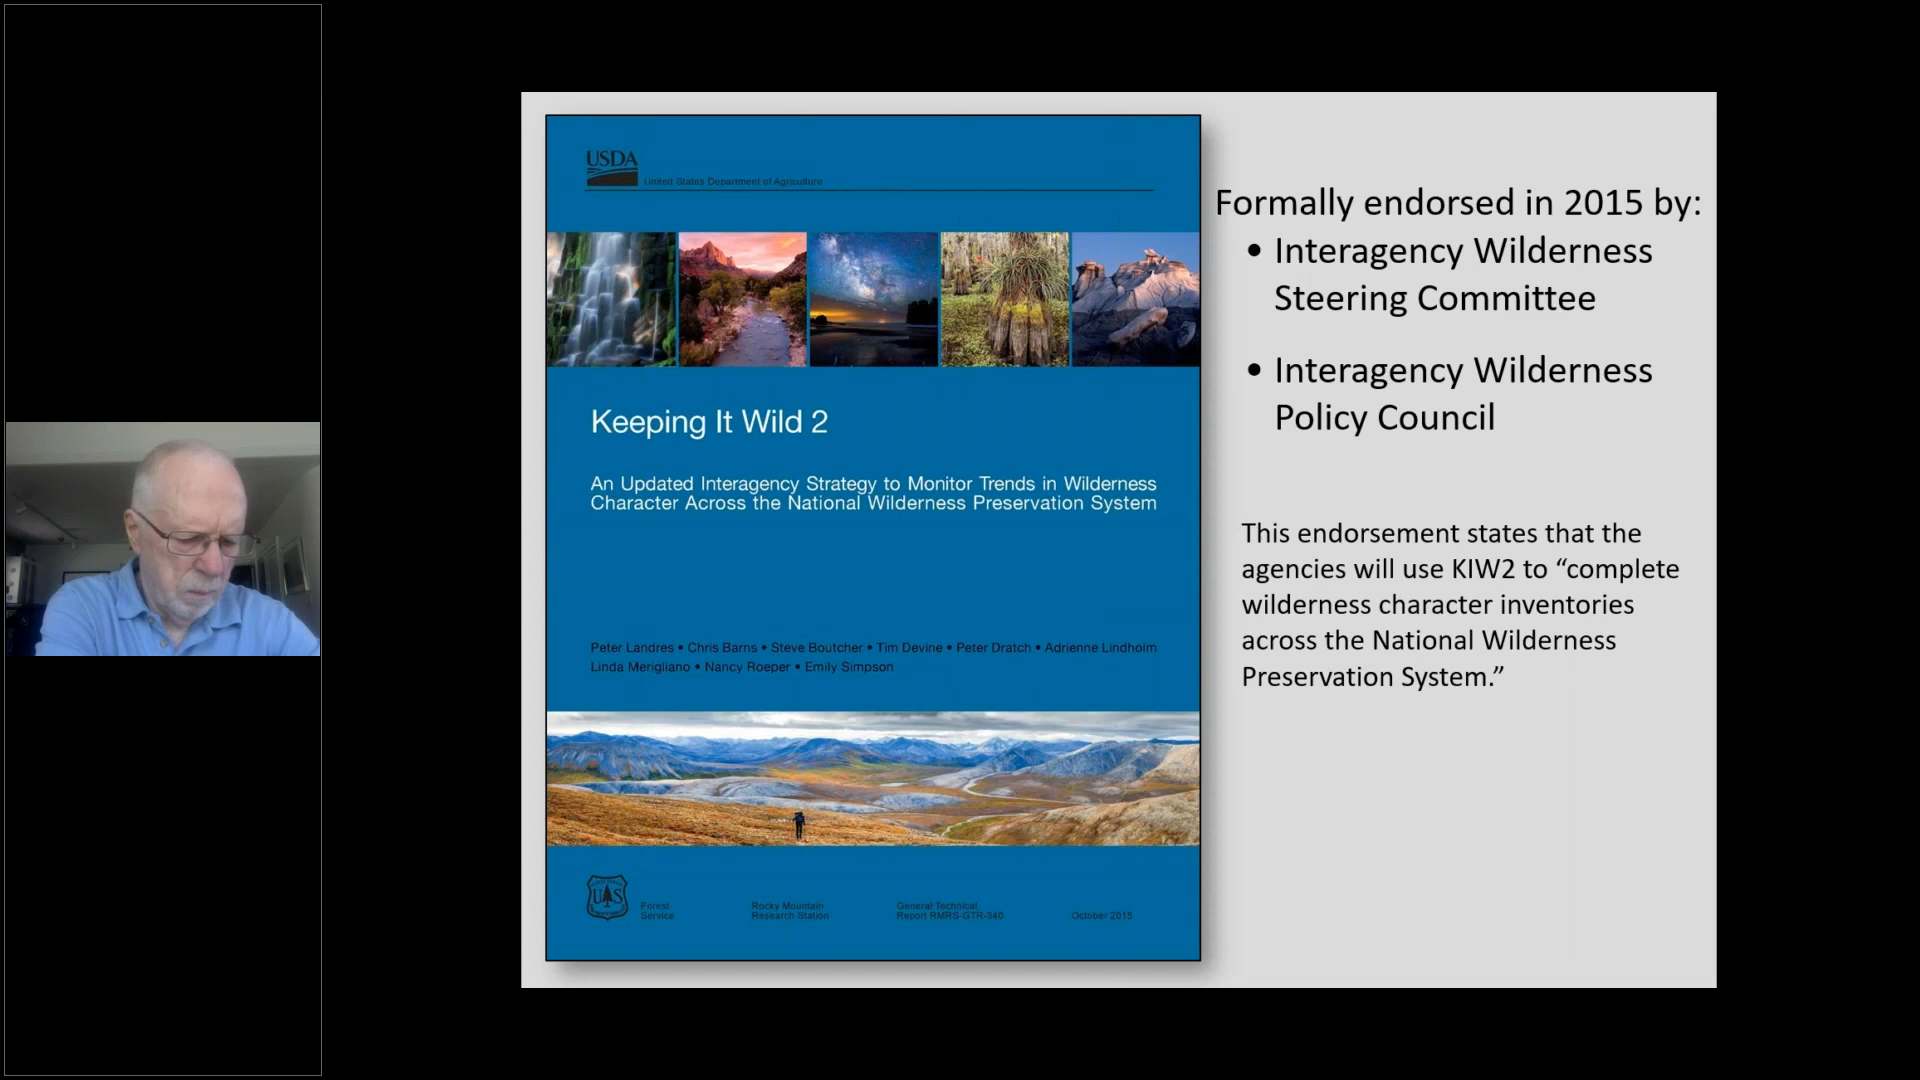 USDA
United States Department of Agriculture
Keeping It Wild 2
An Updated Interagency Strategy to Monitor Trends in Wilderness
Character Across the National Wilderness Preservation System
Peter Landres • Chris Barns • Steve Boutcher • Tim Devine • Peter Dratch • Adrienne Lindholm
Linda Merigliano • Nancy Roeper • Emily Simpson
U S
Forest
Service
Rocky Mountain
Research Station
General Technical
Report RMRS-GTR-340
October 2015
Formally endorsed in 2015 by:
• Interagency Wilderness
Steering Committee
• Interagency Wilderness
Policy Council
This endorsement states that the
agencies will use KIW2 to “complete
wilderness character inventories
across the National Wilderness
Preservation System.”